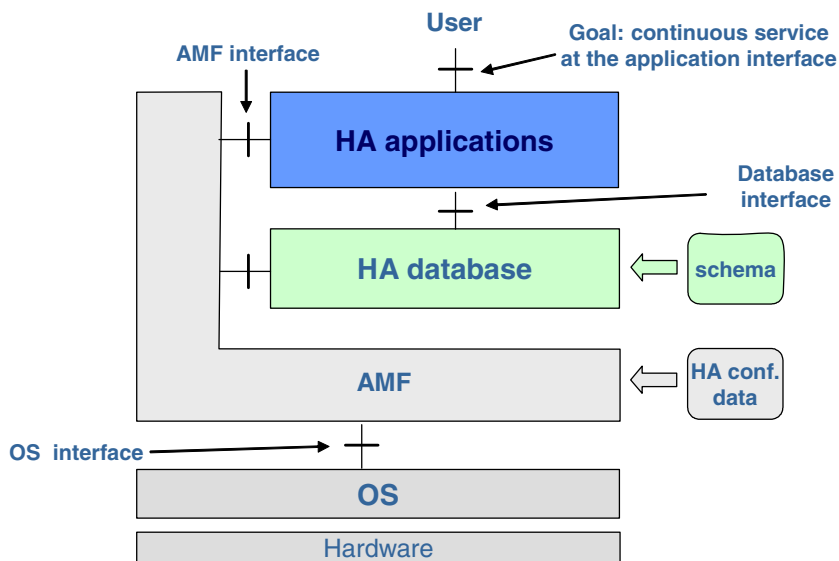 User
Goal: continuous service
at the application interface
AMF interface
HA applications
Database
interface
HA database
schema
AMF
HA conf.
data
OS interface
OS
Hardware